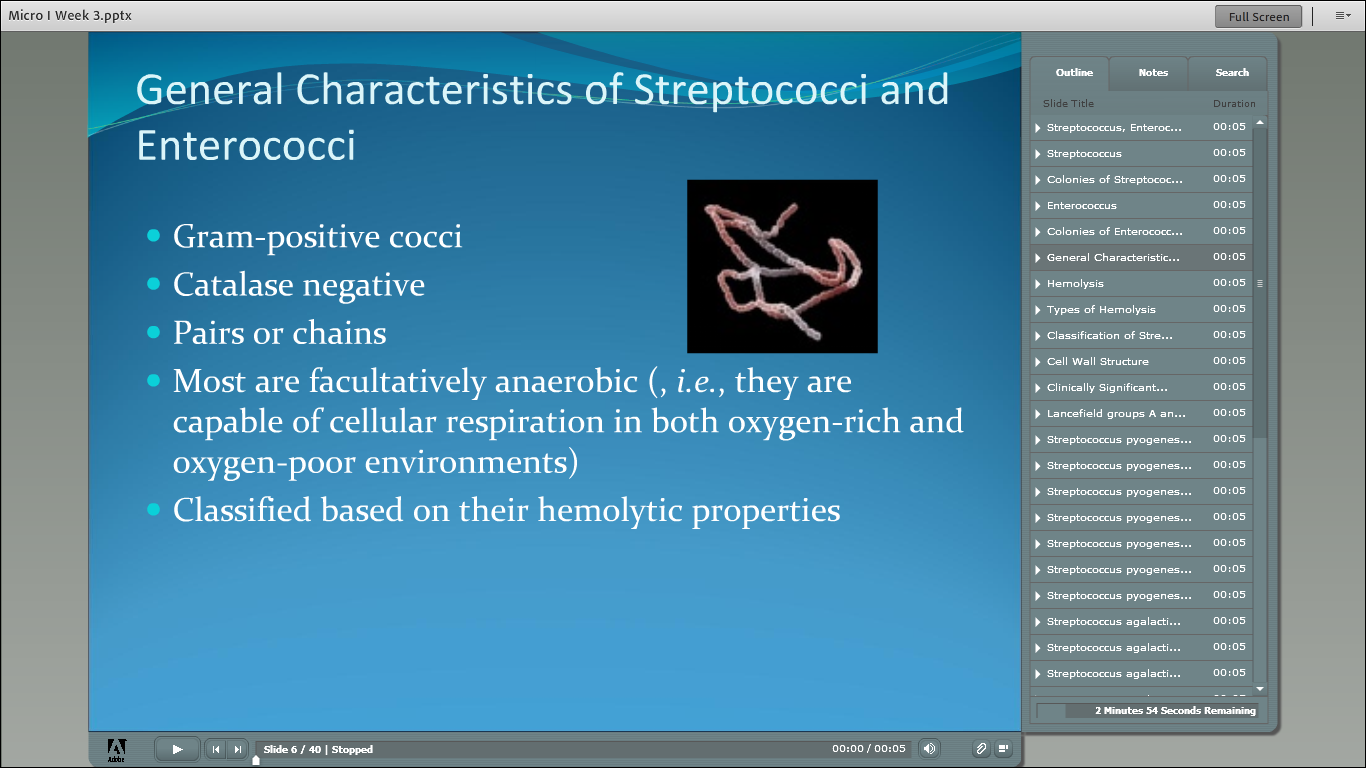 Micro I Week 3.pptx
Full Screen
General Characteristics of Streptococci and
Enterococci
Gram-positive cocci
Catalase negative
Pairs or chains
Most are facultatively anaerobic (, i.e., they are
capable of cellular respiration in both oxygen-rich and
oxygen-poor environments)
Classified based on their hemolytic properties
Outline Notes Search
Slide Title Duration
Streptococcus, Enteroc... 00:05
Streptococcus 00:05
Colonies of Streptococ... 00:05
Enterococcus 00:05
Colonies of Enterococc... 00:05
General Characteristic... 00:05
Hemolysis 00:05
Types of Hemolysis 00:05
Classification of Stre... 00:05
Cell Wall Structure 00:05
Clinically Significant... 00:05
Lancefield groups A an... 00:05
Streptococcus pyogenes... 00:05
Streptococcus pyogenes... 00:05
Streptococcus pyogenes... 00:05
Streptococcus pyogenes... 00:05
Streptococcus pyogenes... 00:05
Streptococcus pyogenes... 00:05
Streptococcus pyogenes... 00:05
Streptococcus agalacti... 00:05
Streptococcus agalacti... 00:05
Streptococcus agalacti... 00:05
2 Minutes 54 Seconds Remaining
Adobe
Slide 6 / 40 | Stopped
00:00 / 00:05